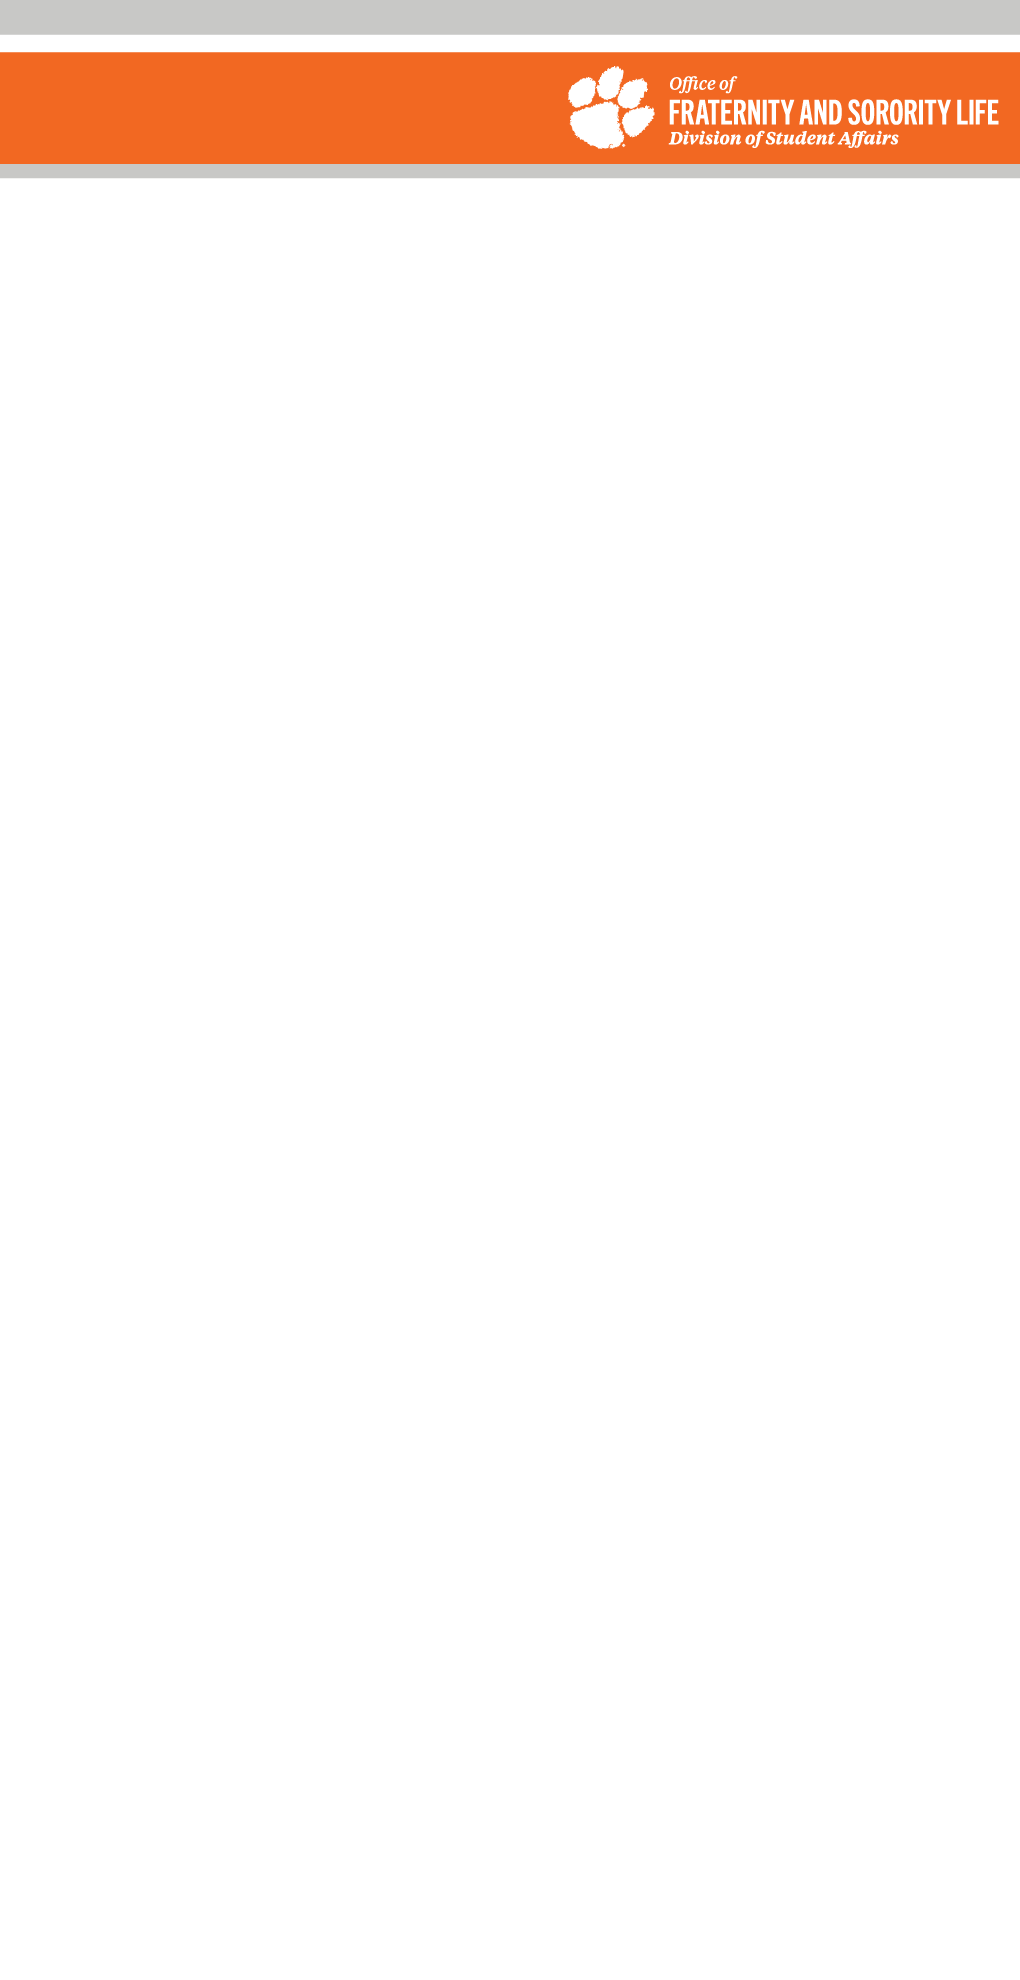 Office of
FRATERNITY AND SORORITY LIFE
Division of Student Affairs